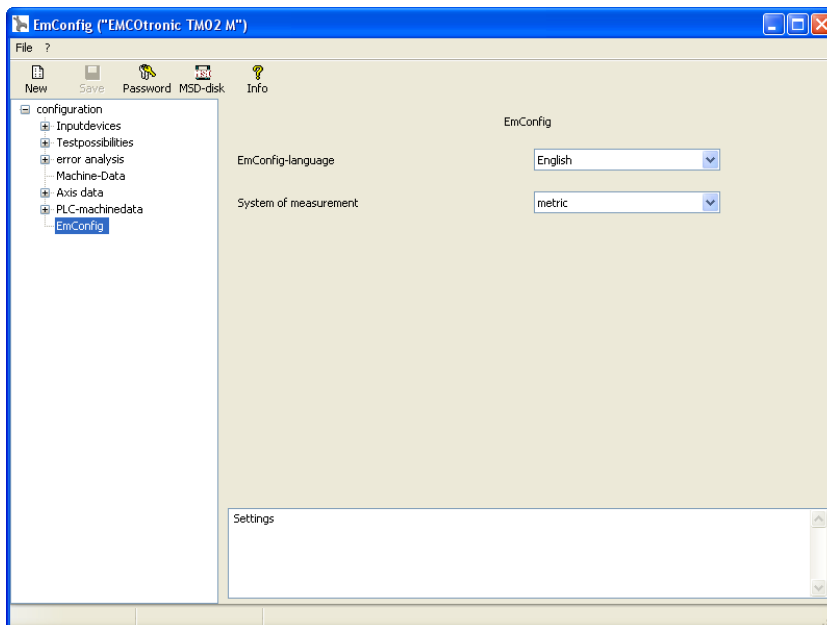 EmConfig ("EMCOtronic TM02 M")
File ?
New Save Password MSD-disk Info
configuration
Inputdevices
Testpossibilities
error analysis
Machine-Data
Axis data
PLC-machinedata
EmConfig
EmConfig
EmConfig-language English
System of measurement metric
Settings